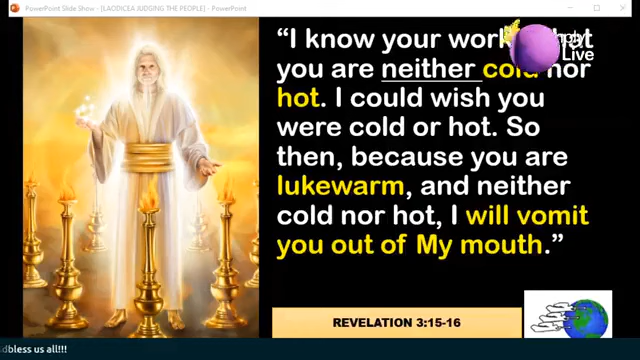 PowerPoint Slide Show - [LAODICEA JUDGING THE PEOPLE] - PowerPoint
“I know your
you are neither cold nor
hot. I could wish you
were cold or hot. So
then, because you are
lukewarm, and neither
cold nor hot, I will vomit
you out of My mouth.”
Live
REVELATION 3:15-16
dbless us all!!!